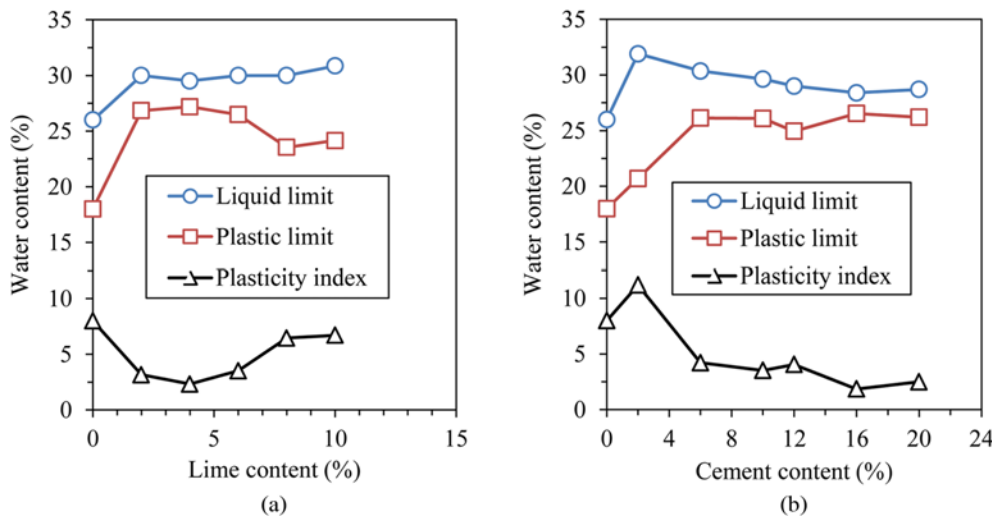 35
30
25
20
15
10
5
0
Water content (%)
Liquid limit
Plastic limit
Plasticity index
0
5
10
15
Lime content (%)
(a)
35
30
25
20
15
10
5
0
Water content (%)
Liquid limit
Plastic limit
Plasticity index
0
4
8
12
16
20
24
Cement content (%)
(b)